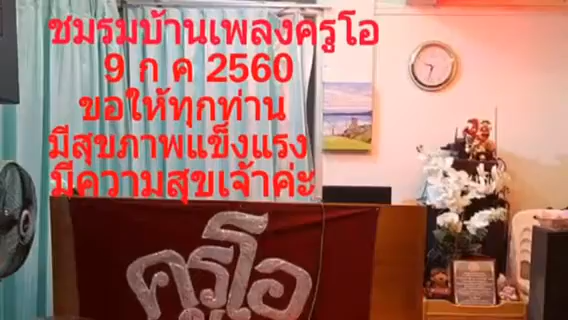 ชมรมบ้านเพลงครูโอ
9 ก ค 2560
ขอให้ทุกท่าน
มีสุขภาพแข็งแรง
มีความสุขเจ้าค่ะ
ครูโอ